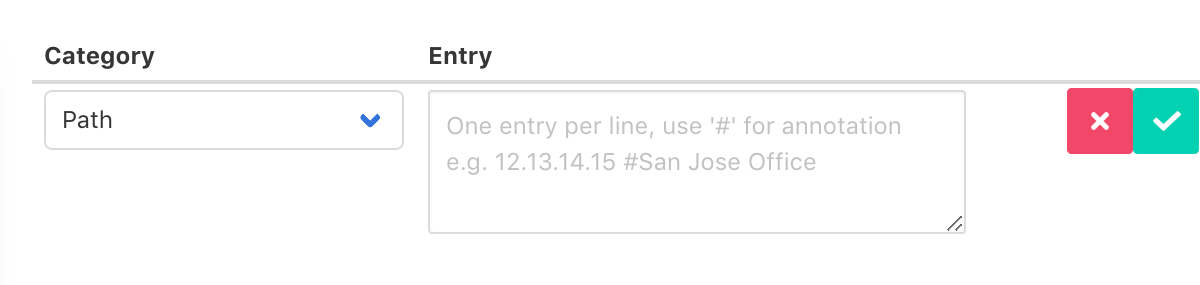 Category Entry
Path
One entry per line, use '#' for annotation
e.g. 12.13.14.15 #San Jose Office